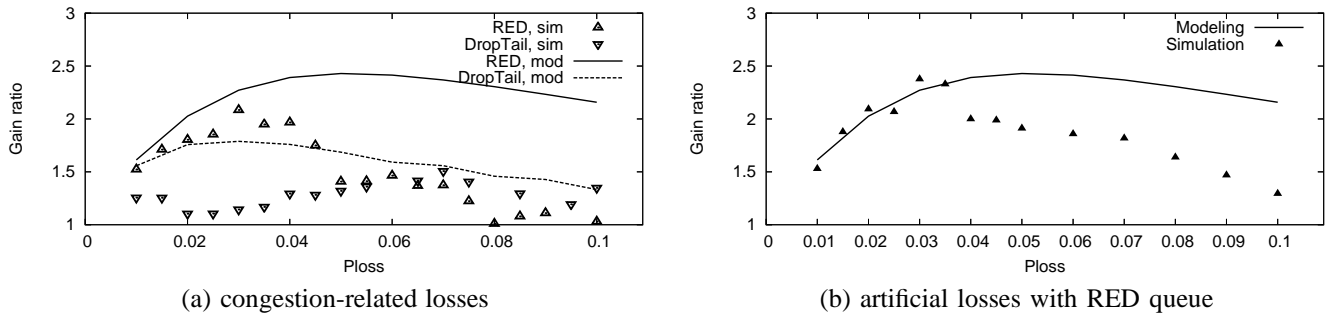 3
2.5
2
1.5
1
Gain ratio
RED, sim
DropTail, sim
RED, mod
DropTail, mod
0 0.02 0.04 0.06 0.08 0.1
Ploss
(a) congestion-related losses
3
2.5
2
1.5
1
Gain ratio
Modeling
Simulation
0 0.01 0.02 0.03 0.04 0.05 0.06 0.07 0.08 0.09 0.1
Ploss
(b) artificial losses with RED queue